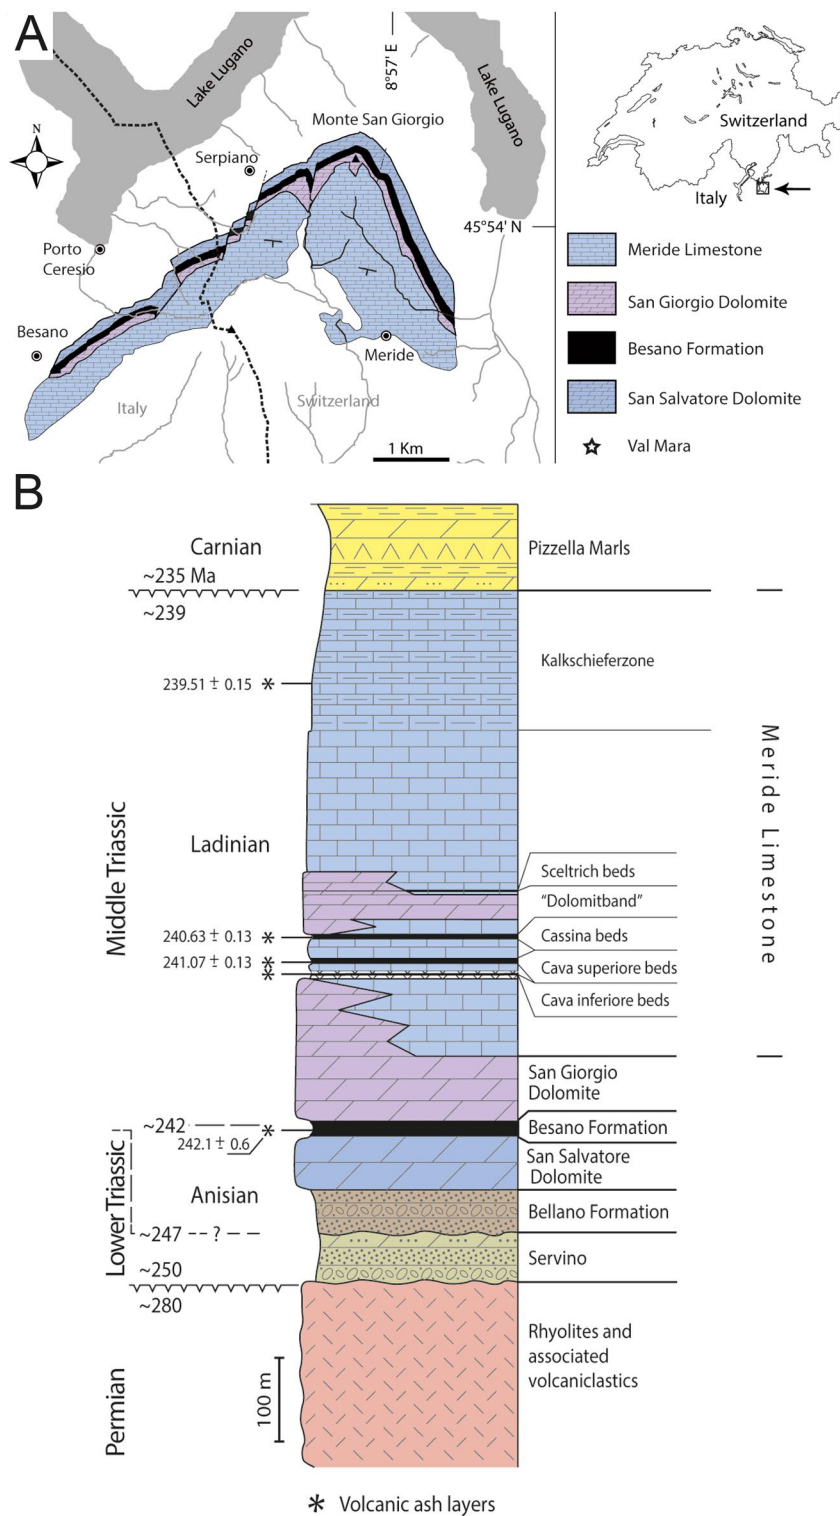 A
Lake Lugano
8°57' E
Lake Lugano
N
Monte San Giorgio
Serpiano
45°54' N
Porto
Ceresio
Besano
Meride
Italy
Switzerland
1 Km
Switzerland
Italy
Meride Limestone
San Giorgio Dolomite
Besano Formation
San Salvatore Dolomite
Val Mara
B
Carnian
Pizzella Marls
~235 Ma
~239
Kalkschieferzone
239.51 ± 0.15 *
Meride Limestone
Middle Triassic
Ladinian
Sceltrich beds
"Dolomitband"
240.63 ± 0.13 *
Cassina beds
241.07 ± 0.13 *
*
Cava superiore beds
Cava inferiore beds
San Giorgio
Dolomite
~242
242.1 ± 0.6 *
Besano Formation
San Salvatore
Dolomite
Lower Triassic
Anisian
Bellano Formation
~247 -- ? --
Servino
~250
~280
Rhyolites and
associated
volcaniclastics
100 m
Permian
* Volcanic ash layers